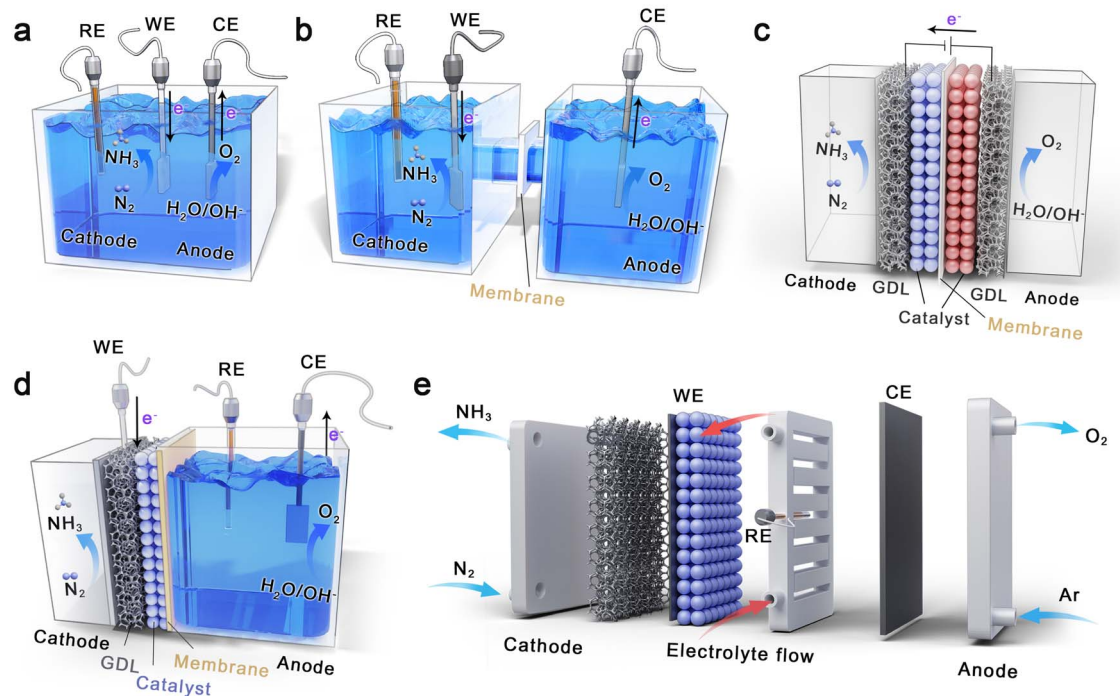 a
RE
WE
CE
e-
e-
NH₃
O₂
N₂
H₂O/OH-
Cathode
Anode
b
RE
WE
CE
e-
e-
NH₃
O₂
N₂
H₂O/OH-
Cathode
Anode
Membrane
c
e-
NH₃
O₂
N₂
H₂O/OH-
Cathode
GDL
GDL
Anode
Catalyst
Membrane
d
WE
RE
CE
e-
e-
NH₃
O₂
N₂
H₂O/OH-
Cathode
GDL
Membrane
Anode
Catalyst
e
WE
CE
NH₃
O₂
RE
N₂
Ar
Cathode
Electrolyte flow
Anode